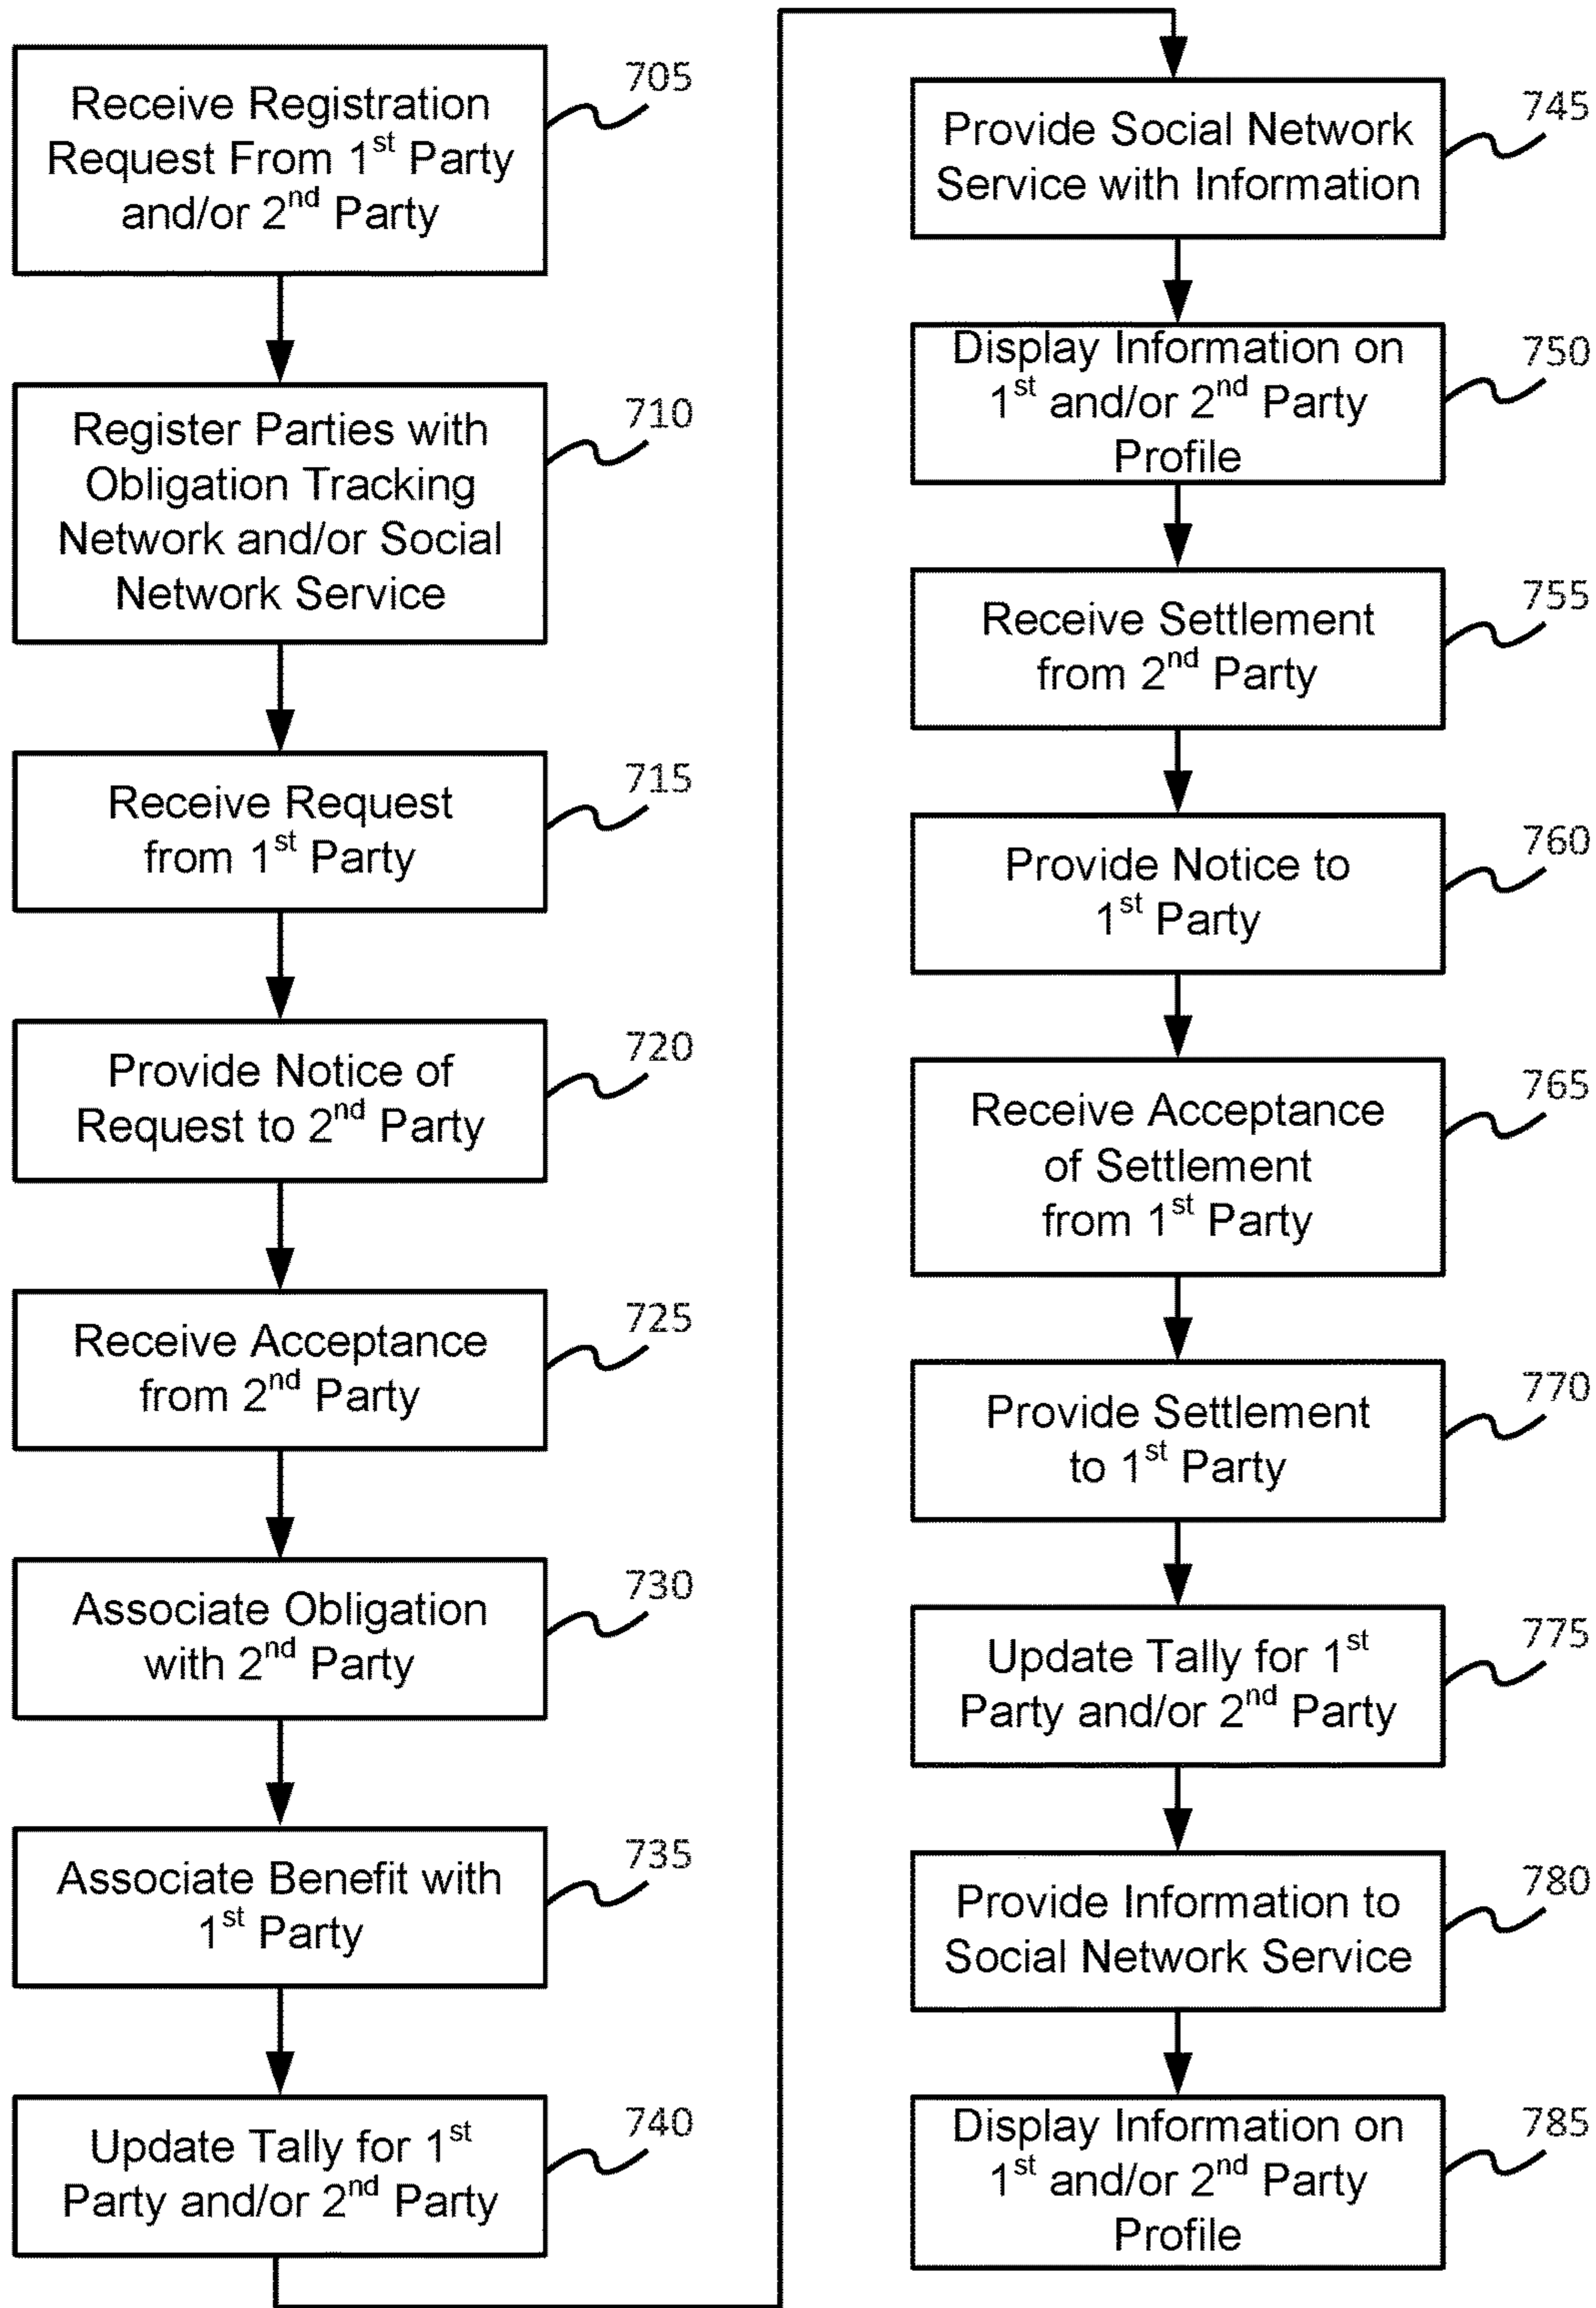 Receive Registration
Request From 1st Party
and/or 2nd Party
705
Register Parties with
Obligation Tracking
Network and/or Social
Network Service
710
Receive Request
from 1st Party
715
Provide Notice of
Request to 2nd Party
720
Receive Acceptance
from 2nd Party
725
Associate Obligation
with 2nd Party
730
Associate Benefit with
1st Party
735
Update Tally for 1st
Party and/or 2nd Party
740
Provide Social Network
Service with Information
745
Display Information on
1st and/or 2nd Party
Profile
750
Receive Settlement
from 2nd Party
755
Provide Notice to
1st Party
760
Receive Acceptance
of Settlement
from 1st Party
765
Provide Settlement
to 1st Party
770
Update Tally for 1st
Party and/or 2nd Party
775
Provide Information to
Social Network Service
780
Display Information on
1st and/or 2nd Party
Profile
785